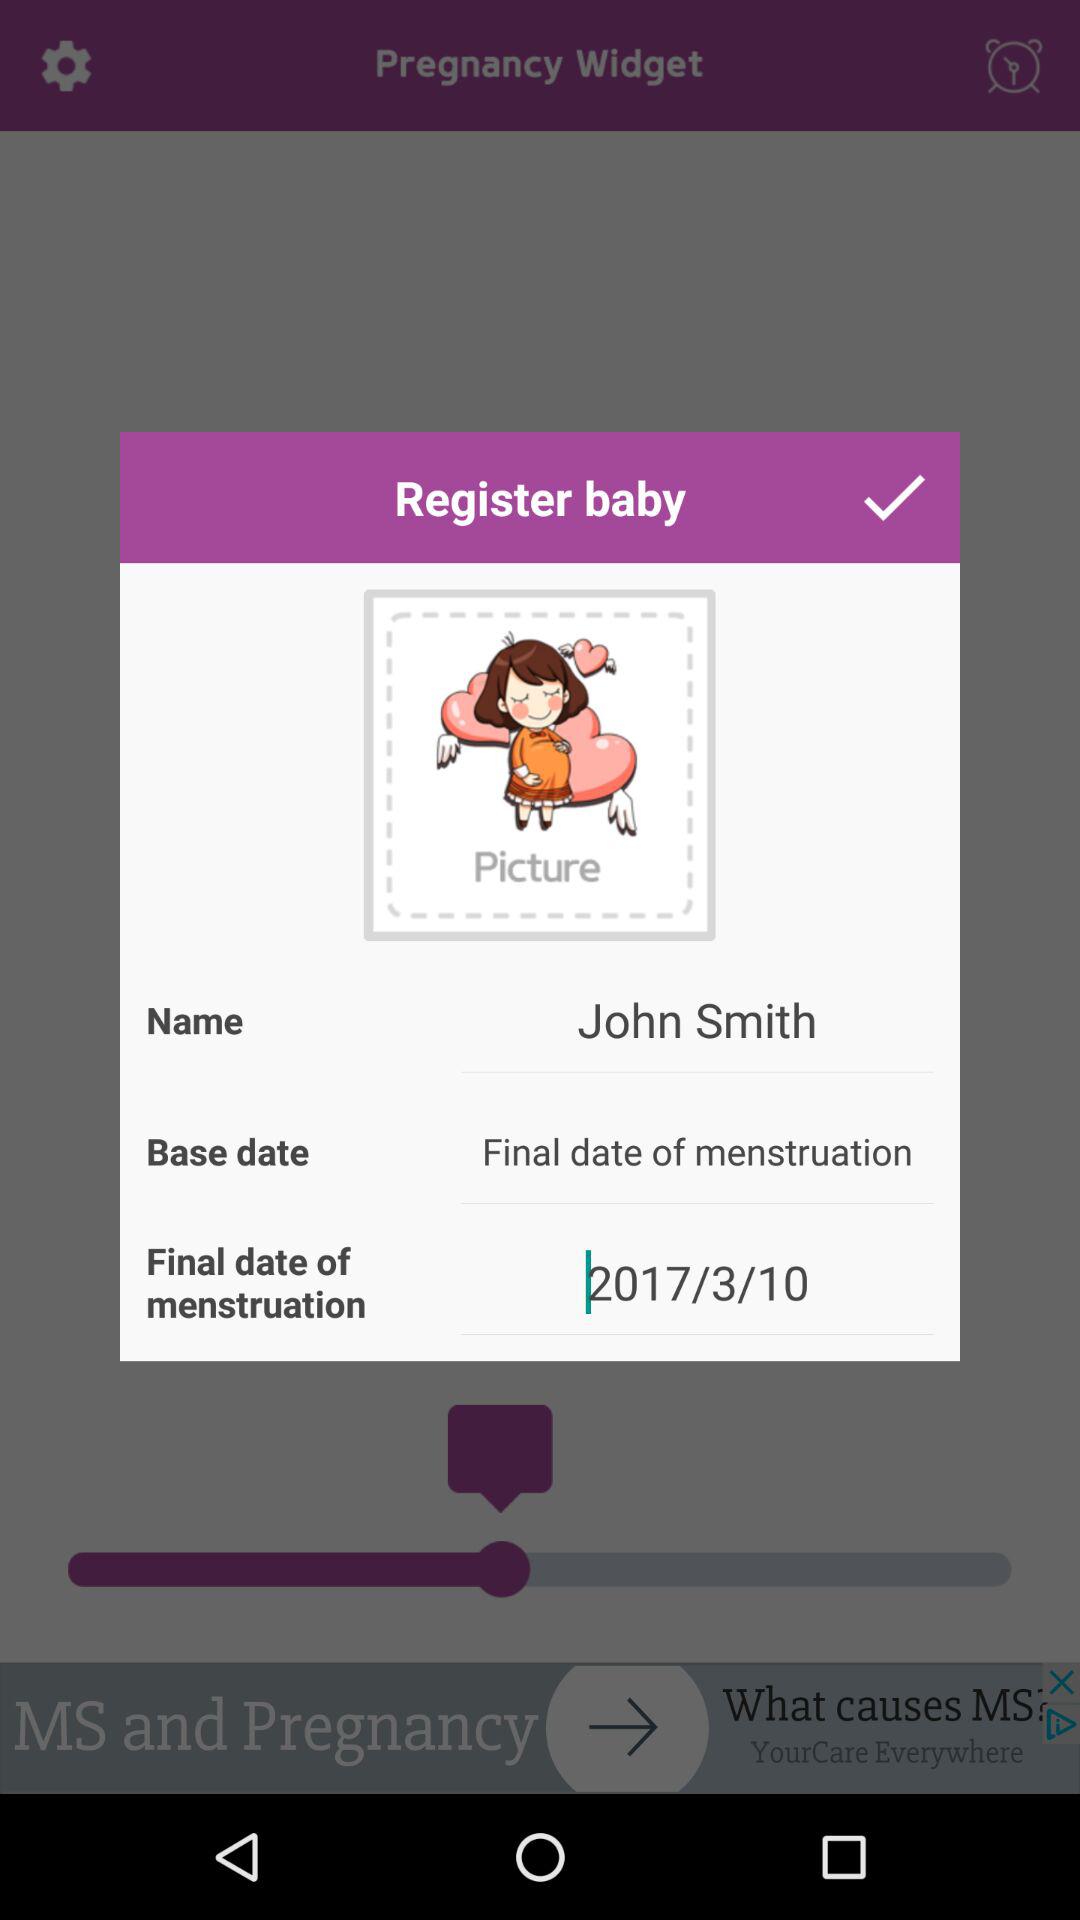 Pregnancy Widget
Register baby
Picture
Name
John Smith
Base date
Final date of menstruation
Final date of
menstruation
2017/3/10
MS and Pregnancy
What causes MS?
YourCare Everywhere